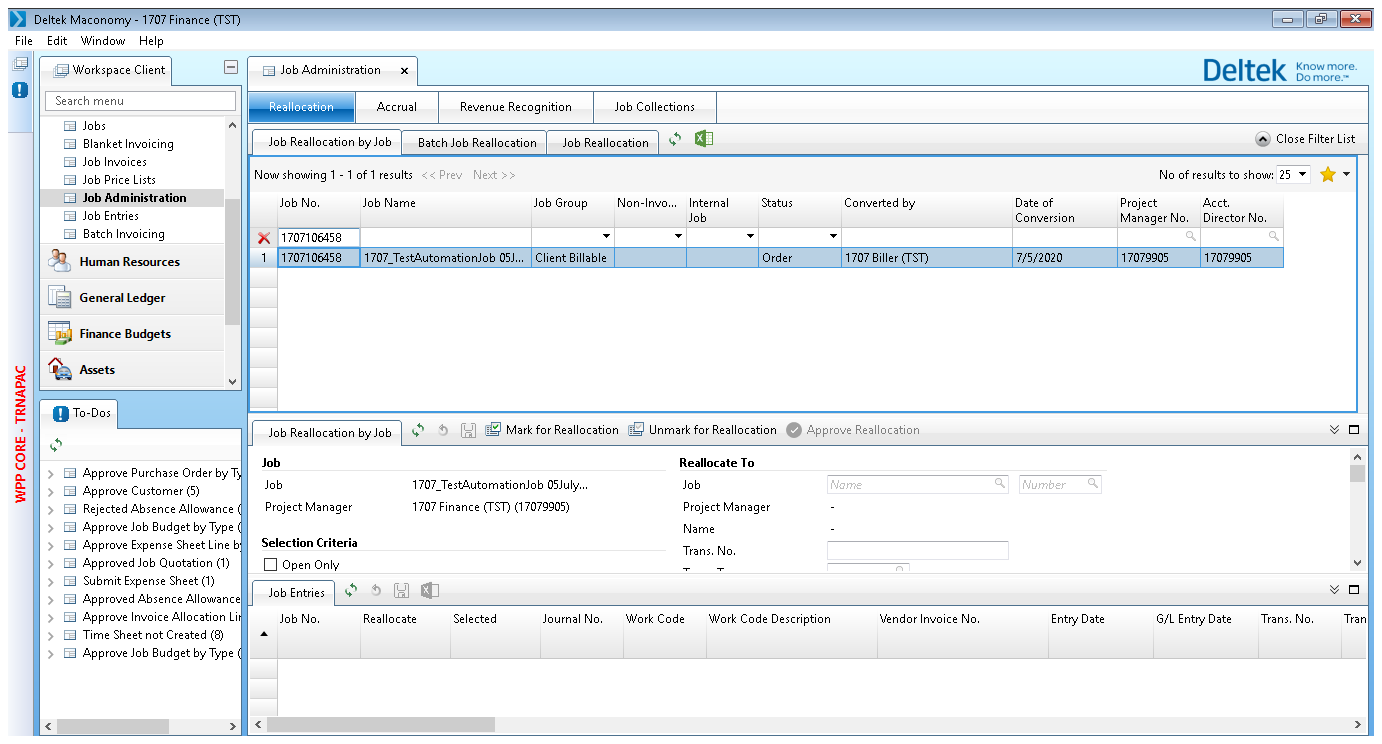 Deltek Maconomy - 1707 Finance (TST)
File Edit Window Help
Workspace Client
Search menu
Jobs
Blanket Invoicing
Job Invoices
Job Price Lists
Job Administration
Job Entries
Batch Invoicing
Human Resources
General Ledger
Finance Budgets
Assets
WPP CORE - TRNAPAC
To-Dos
Approve Purchase Order by Ty
Approve Customer (5)
Rejected Absence Allowance (
Approve Job Budget by Type (
Approve Expense Sheet Line by
Approved Job Quotation (1)
Submit Expense Sheet (1)
Approved Absence Allowance
Approve Invoice Allocation Lin
Time Sheet not Created (8)
Approve Job Budget by Type (
Job Administration
Deltek Know more. Do more.™
Reallocation Accrual Revenue Recognition Job Collections
Job Reallocation by Job Batch Job Reallocation Job Reallocation Close Filter List
Now showing 1 - 1 of 1 results << Prev Next >> No of results to show: 25
Job No. Job Name Job Group Non-Invo... Internal Job Status Converted by Date of Conversion Project Manager No. Acct. Director No.
1707106458
1 1707106458 1707_TestAutomationJob 05J... Client Billable Order 1707 Biller (TST) 7/5/2020 17079905 17079905
Job Reallocation by Job Mark for Reallocation Unmark for Reallocation Approve Reallocation
Job Reallocate To
Job 1707_TestAutomationJob 05July... Job Name Number
Project Manager 1707 Finance (TST) (17079905) Project Manager -
Name -
Selection Criteria Trans. No.
Open Only
Job Entries
Job No. Reallocate Selected Journal No. Work Code Work Code Description Vendor Invoice No. Entry Date G/L Entry Date Trans. No. Tran